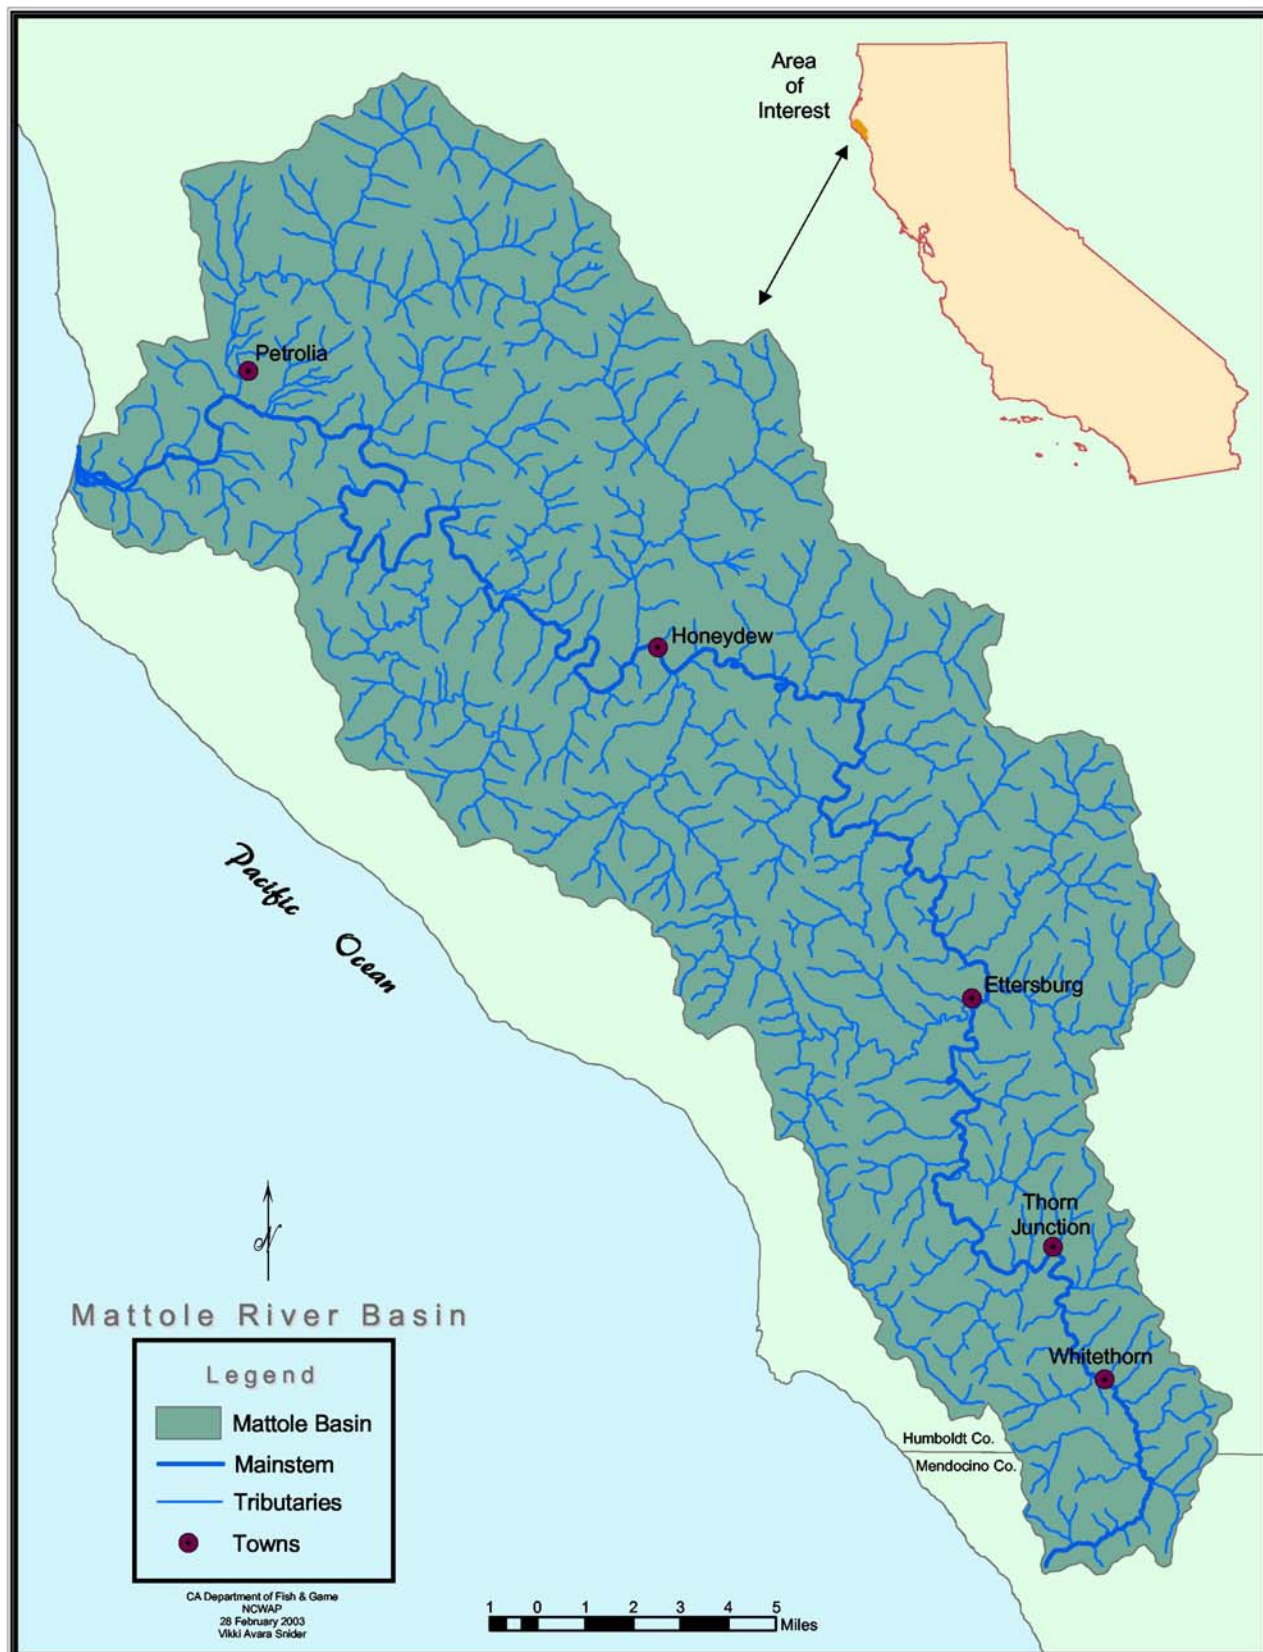 Area
of
Interest
Petrolia
Honeydew
Pacific
Ocean
Ettersburg
Thorn
Junction
N
Mattole River Basin
Whitethorn
Legend
Mattole Basin
Mainstem
Tributaries
Towns
Humboldt Co.
Mendocino Co.
CA Department of Fish & Game
NCWAP
28 February 2003
Vikki Avara Snider
1 0 1 2 3 4 5
Miles